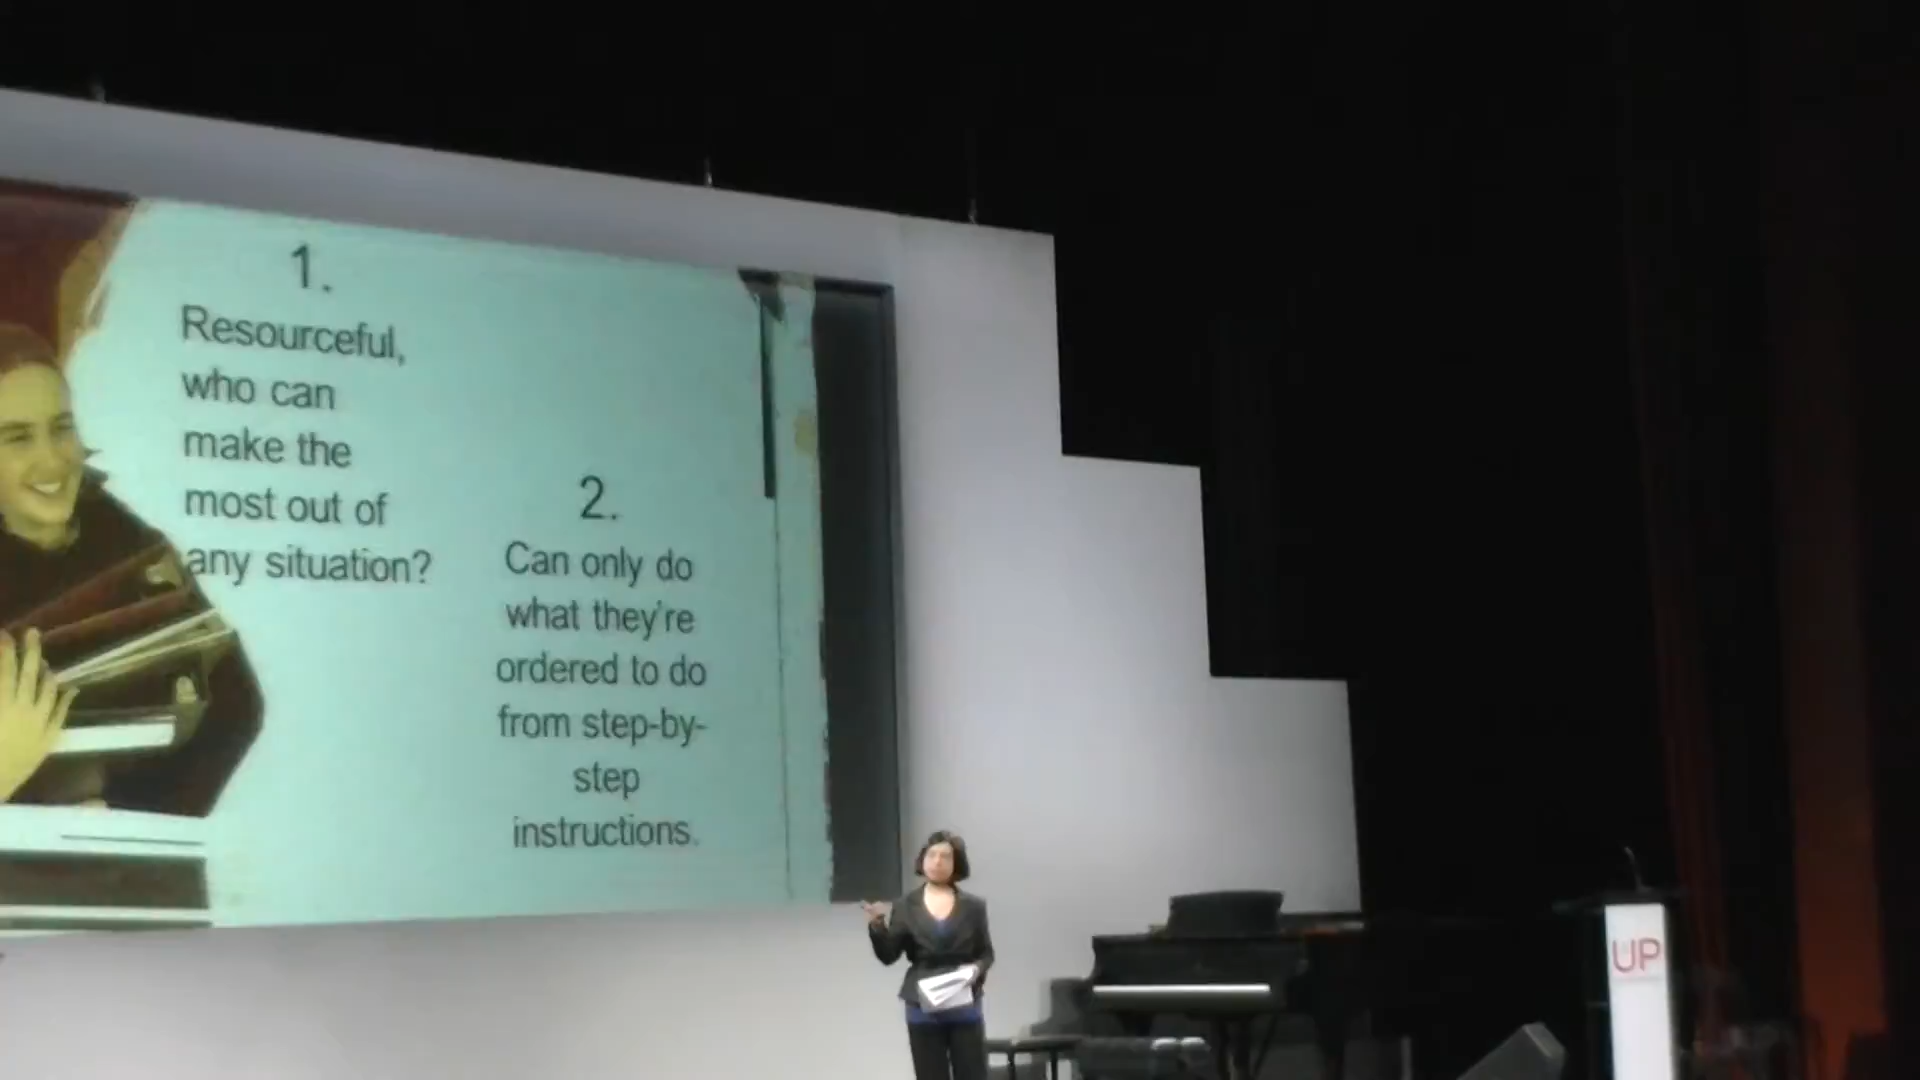 1.
Resourceful,
who can
make the
most out of
any situation?
2.
Can only do
what they're
ordered to do
from step-by-
step
instructions.
UP